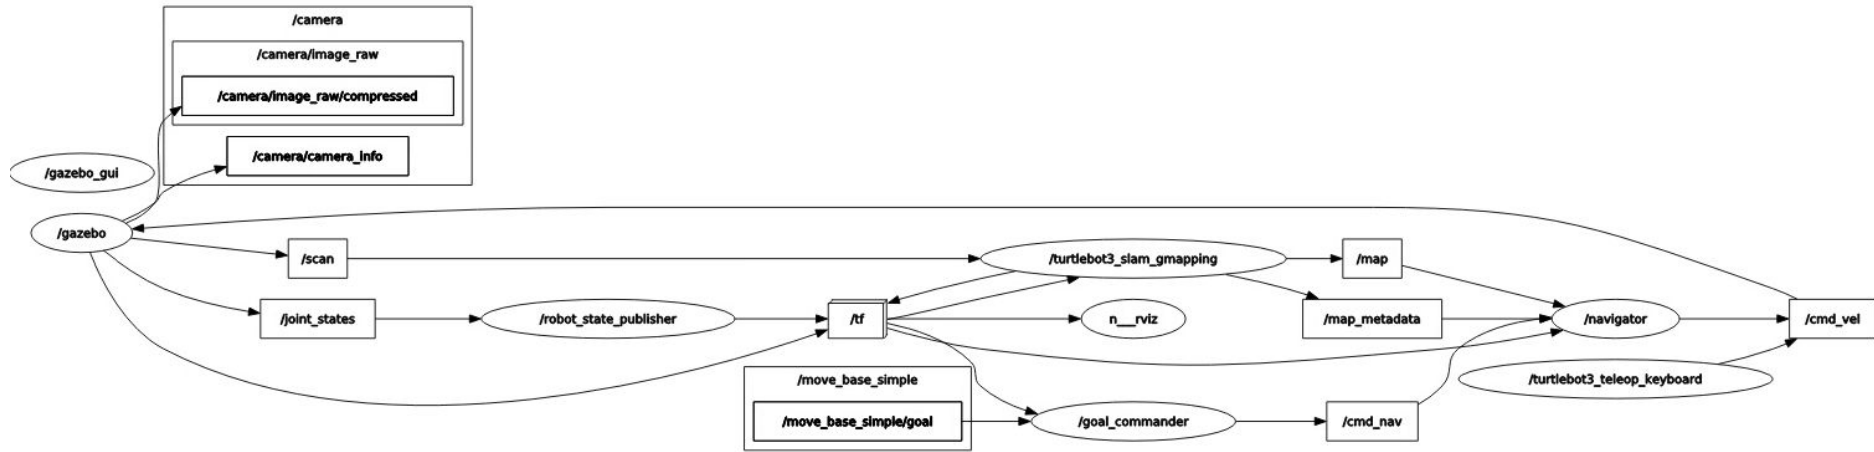 /camera
/camera/image_raw
/camera/image_raw/compressed
/camera/camera_info
/gazebo_gui
/gazebo
/scan
/turtlebot3_slam_gmapping
/map
/joint_states
/robot_state_publisher
/tf
n__rviz
/map_metadata
/navigator
/cmd_vel
/turtlebot3_teleop_keyboard
/move_base_simple
/move_base_simple/goal
/goal_commander
/cmd_nav